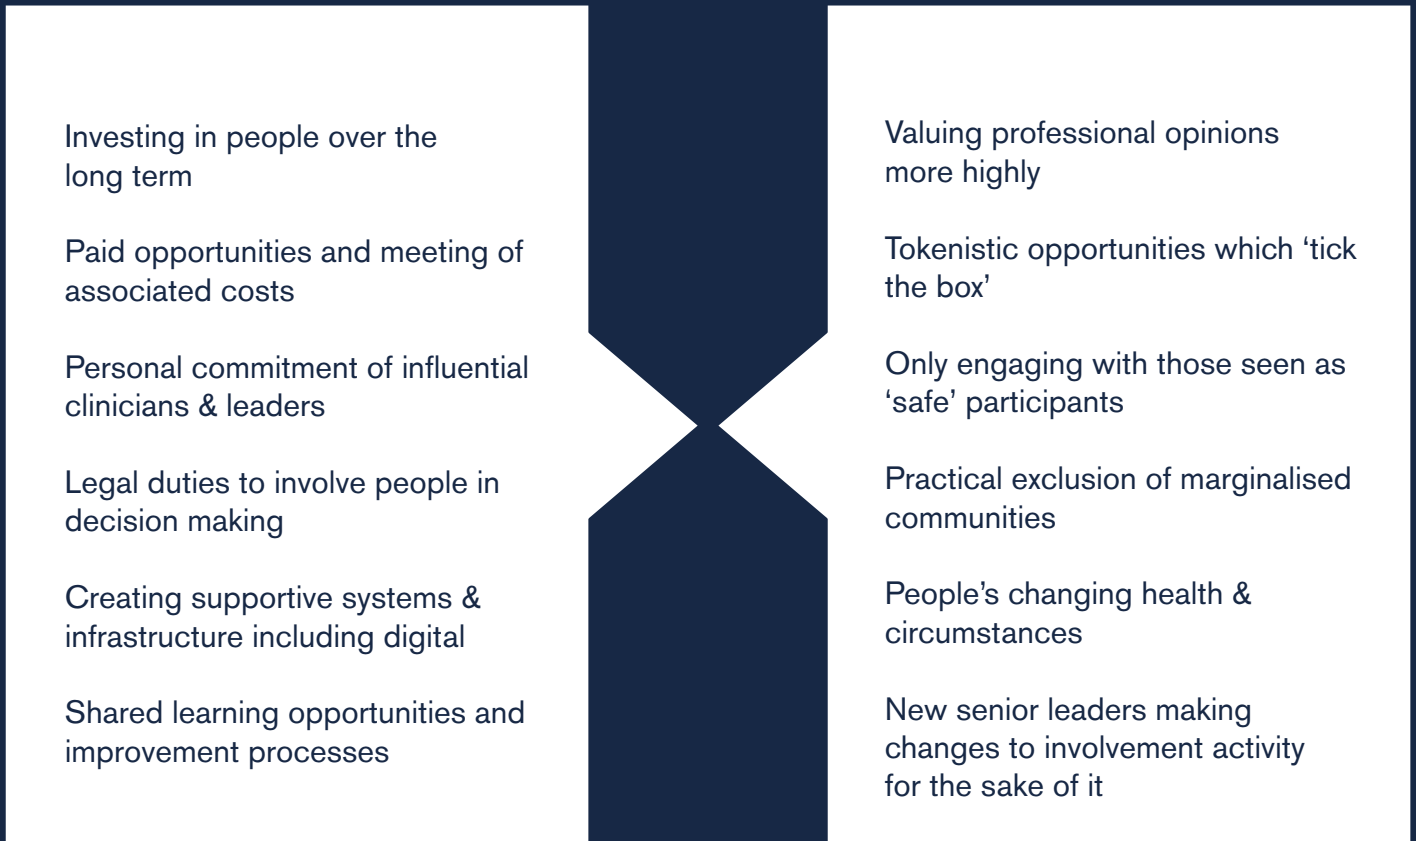 Investing in people over the
long term
Paid opportunities and meeting of
associated costs
Personal commitment of influential
clinicians & leaders
Legal duties to involve people in
decision making
Creating supportive systems &
infrastructure including digital
Shared learning opportunities and
improvement processes
Valuing professional opinions
more highly
Tokenistic opportunities which ‘tick
the box’
Only engaging with those seen as
‘safe’ participants
Practical exclusion of marginalised
communities
People’s changing health &
circumstances
New senior leaders making
changes to involvement activity
for the sake of it